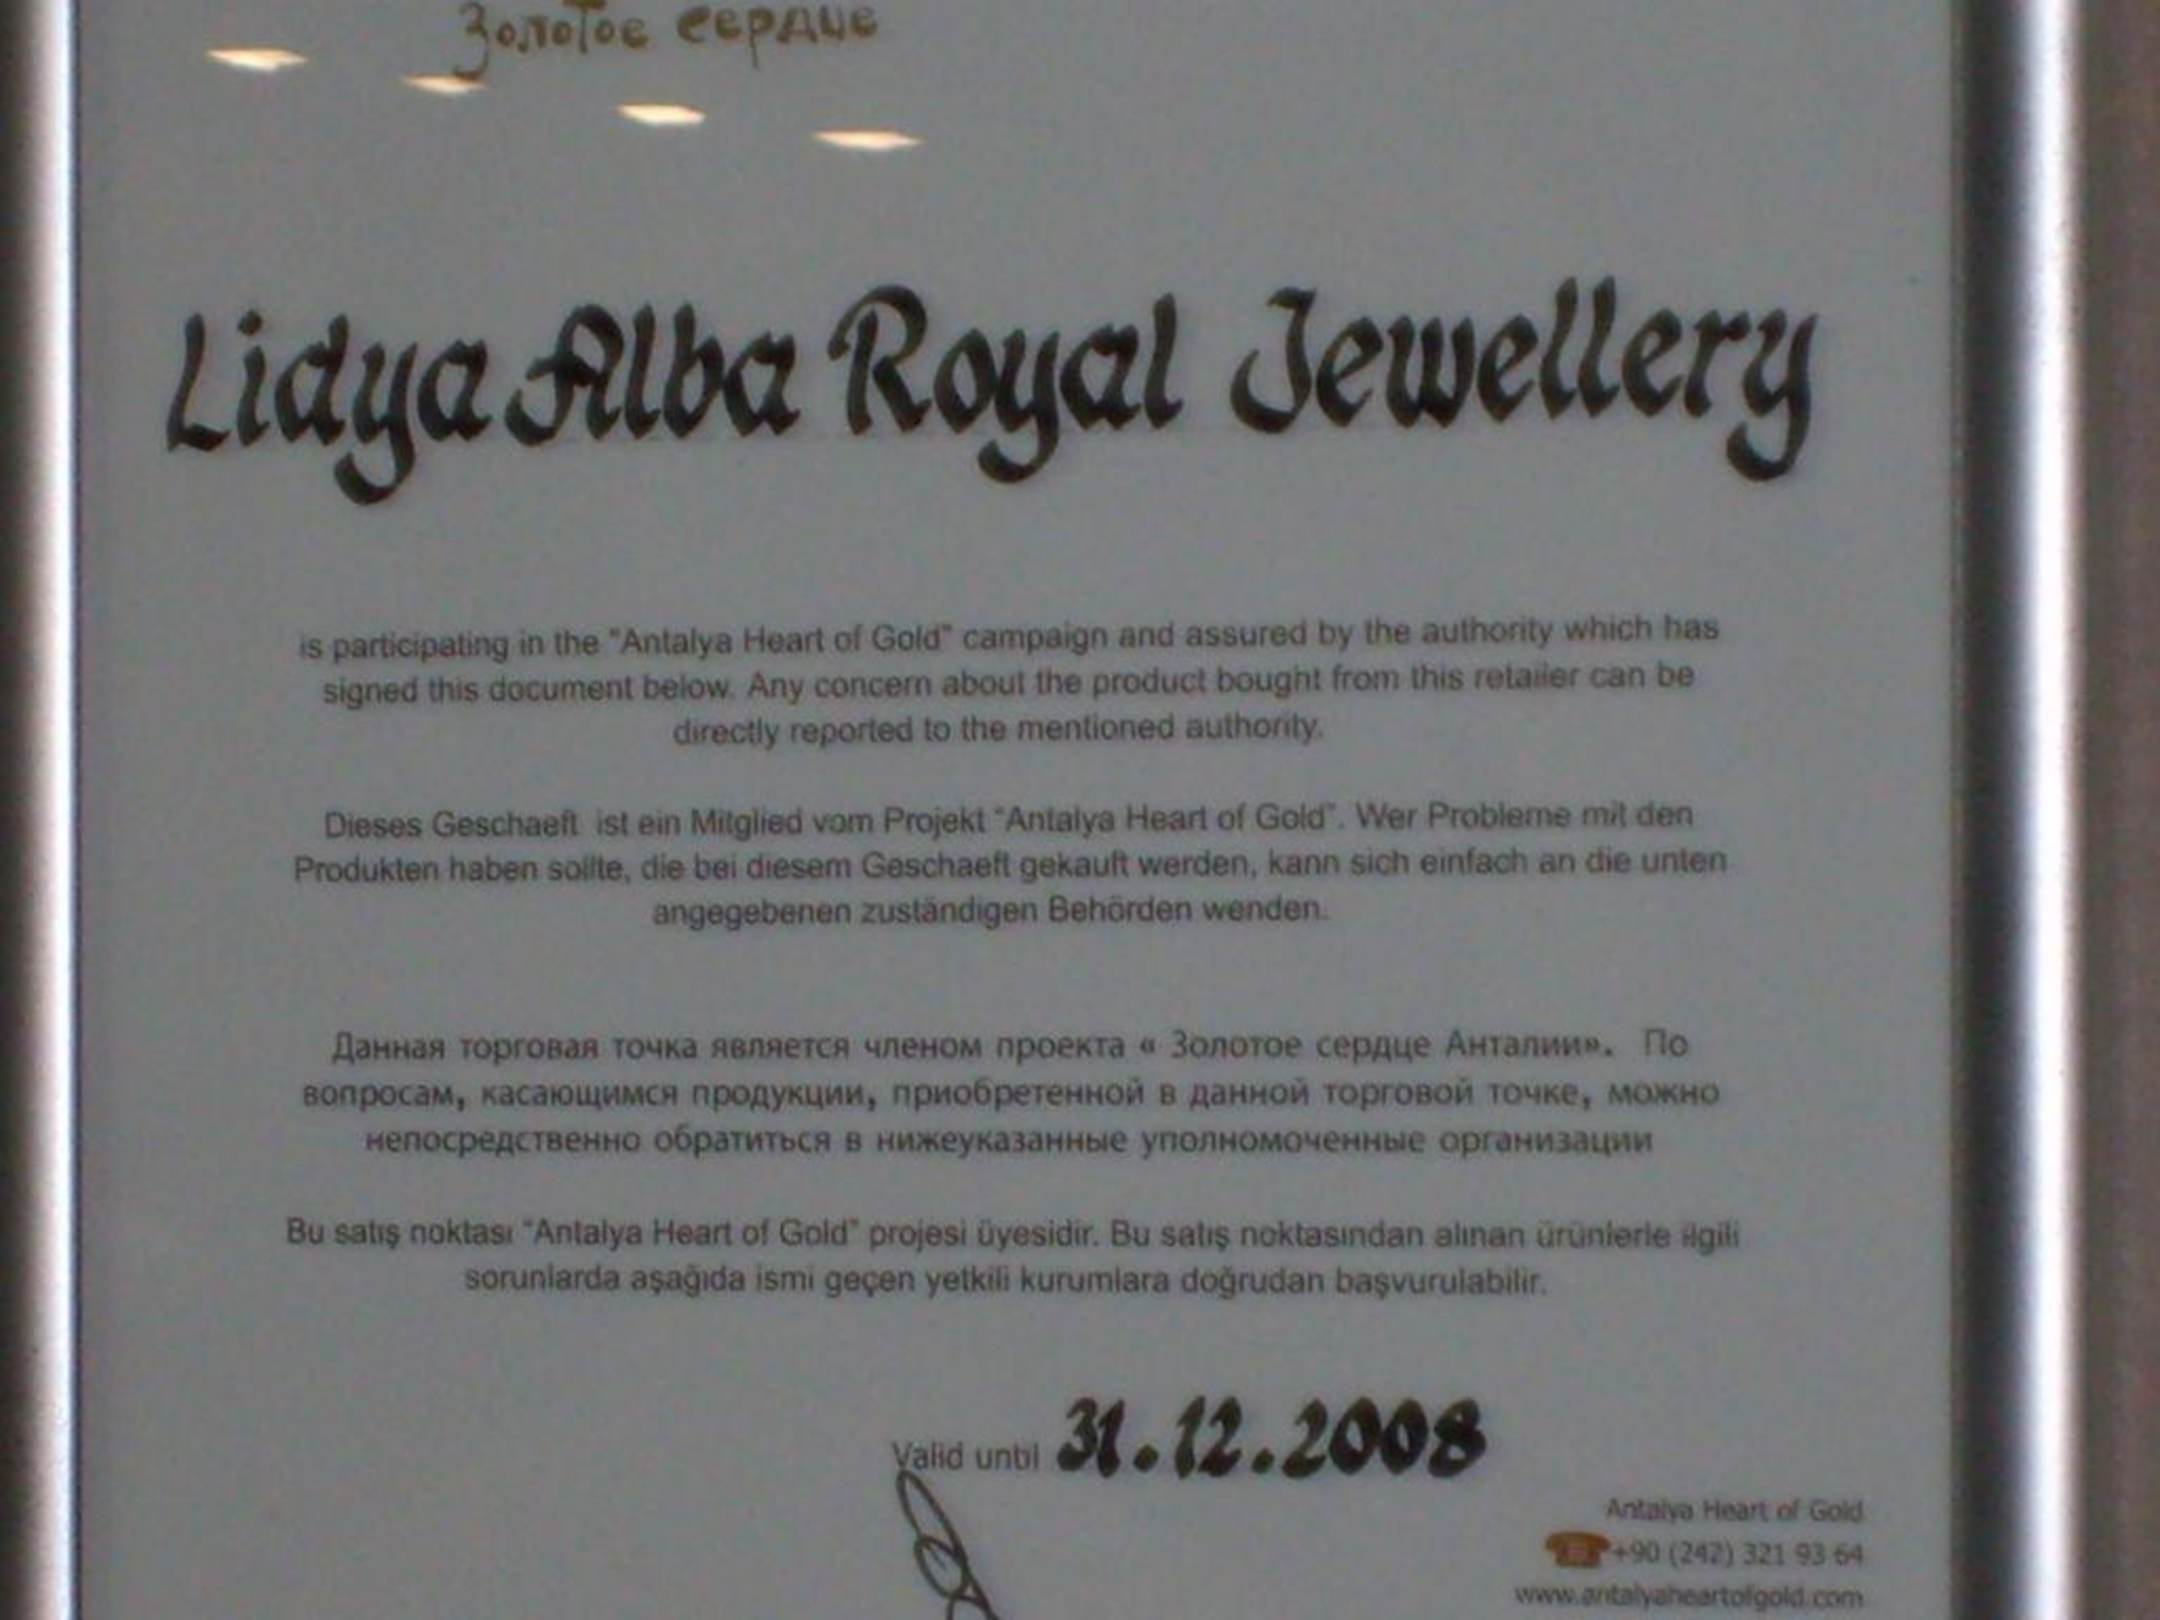 Золотое сердце
Lidya Alba Royal Jewellery
is participating in the "Antalya Heart of Gold" campaign and assured by the authority which has
signed this document below. Any concern about the product bought from this retailer can be
directly reported to the mentioned authority.
Dieses Geschaeft ist ein Mitglied vom Projekt "Antalya Heart of Gold". Wer Probleme mit den
Produkten haben sollte, die bei diesem Geschaeft gekauft werden, kann sich einfach an die unten
angegebenen zuständigen Behörden wenden.
Данная торговая точка является членом проекта « Золотое сердце Анталии». По
вопросам, касающимся продукции, приобретенной в данной торговой точке, можно
непосредственно обратиться в нижеуказанные уполномоченные организации
Bu satış noktası "Antalya Heart of Gold" projesi üyesidir. Bu satış noktasından alınan ürünlerle ilgili
sorunlarda aşağıda ismi geçen yetkili kurumlara doğrudan başvurulabilir.
Valid until 31.12.2008
Antalya Heart of Gold
+90 (242) 321 93 64
www.antalyaheartofgold.com